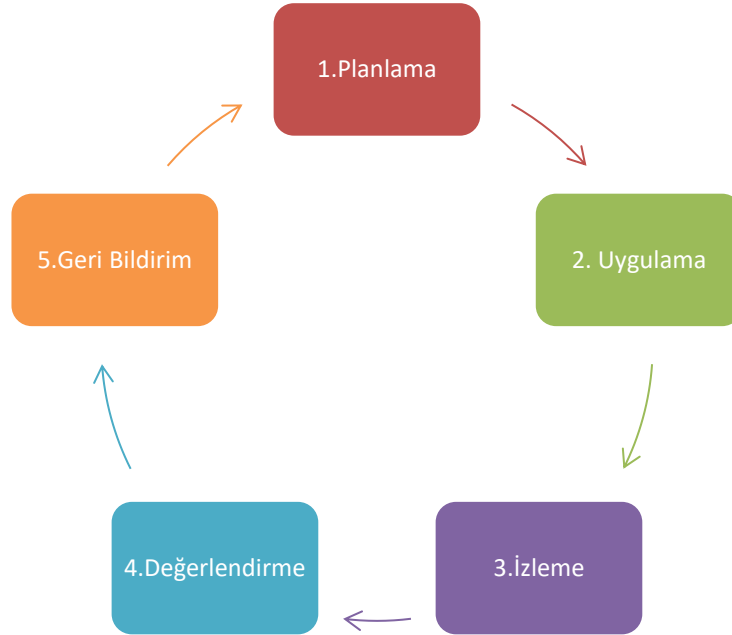 1.Planlama
2. Uygulama
3.İzleme
4.Değerlendirme
5.Geri Bildirim